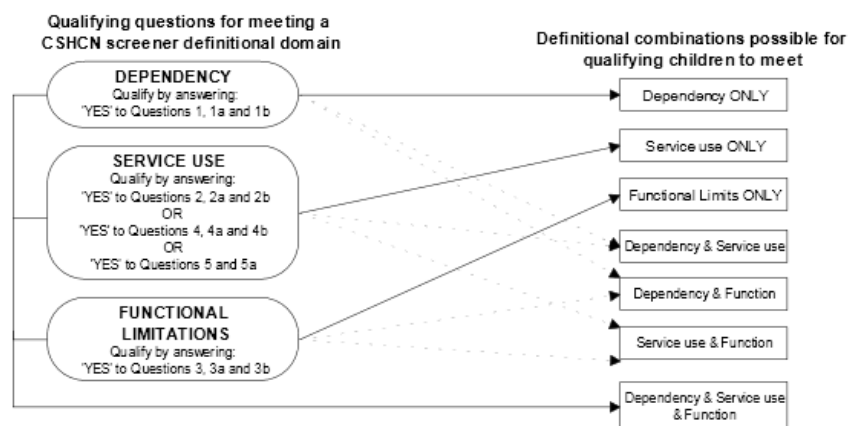 Qualifying questions for meeting a
CSHCN screener definitional domain
DEPENDENCY
Qualify by answering:
'YES' to Questions 1, 1a and 1b
SERVICE USE
Qualify by answering:
'YES' to Questions 2, 2a and 2b
OR
'YES' to Questions 4, 4a and 4b
OR
'YES' to Questions 5 and 5a
FUNCTIONAL
LIMITATIONS
Qualify by answering:
'YES' to Questions 3, 3a and 3b
Definitional combinations possible for
qualifying children to meet
Dependency ONLY
Service use ONLY
Functional Limits ONLY
Dependency & Service use
Dependency & Function
Service use & Function
Dependency & Service use
& Function